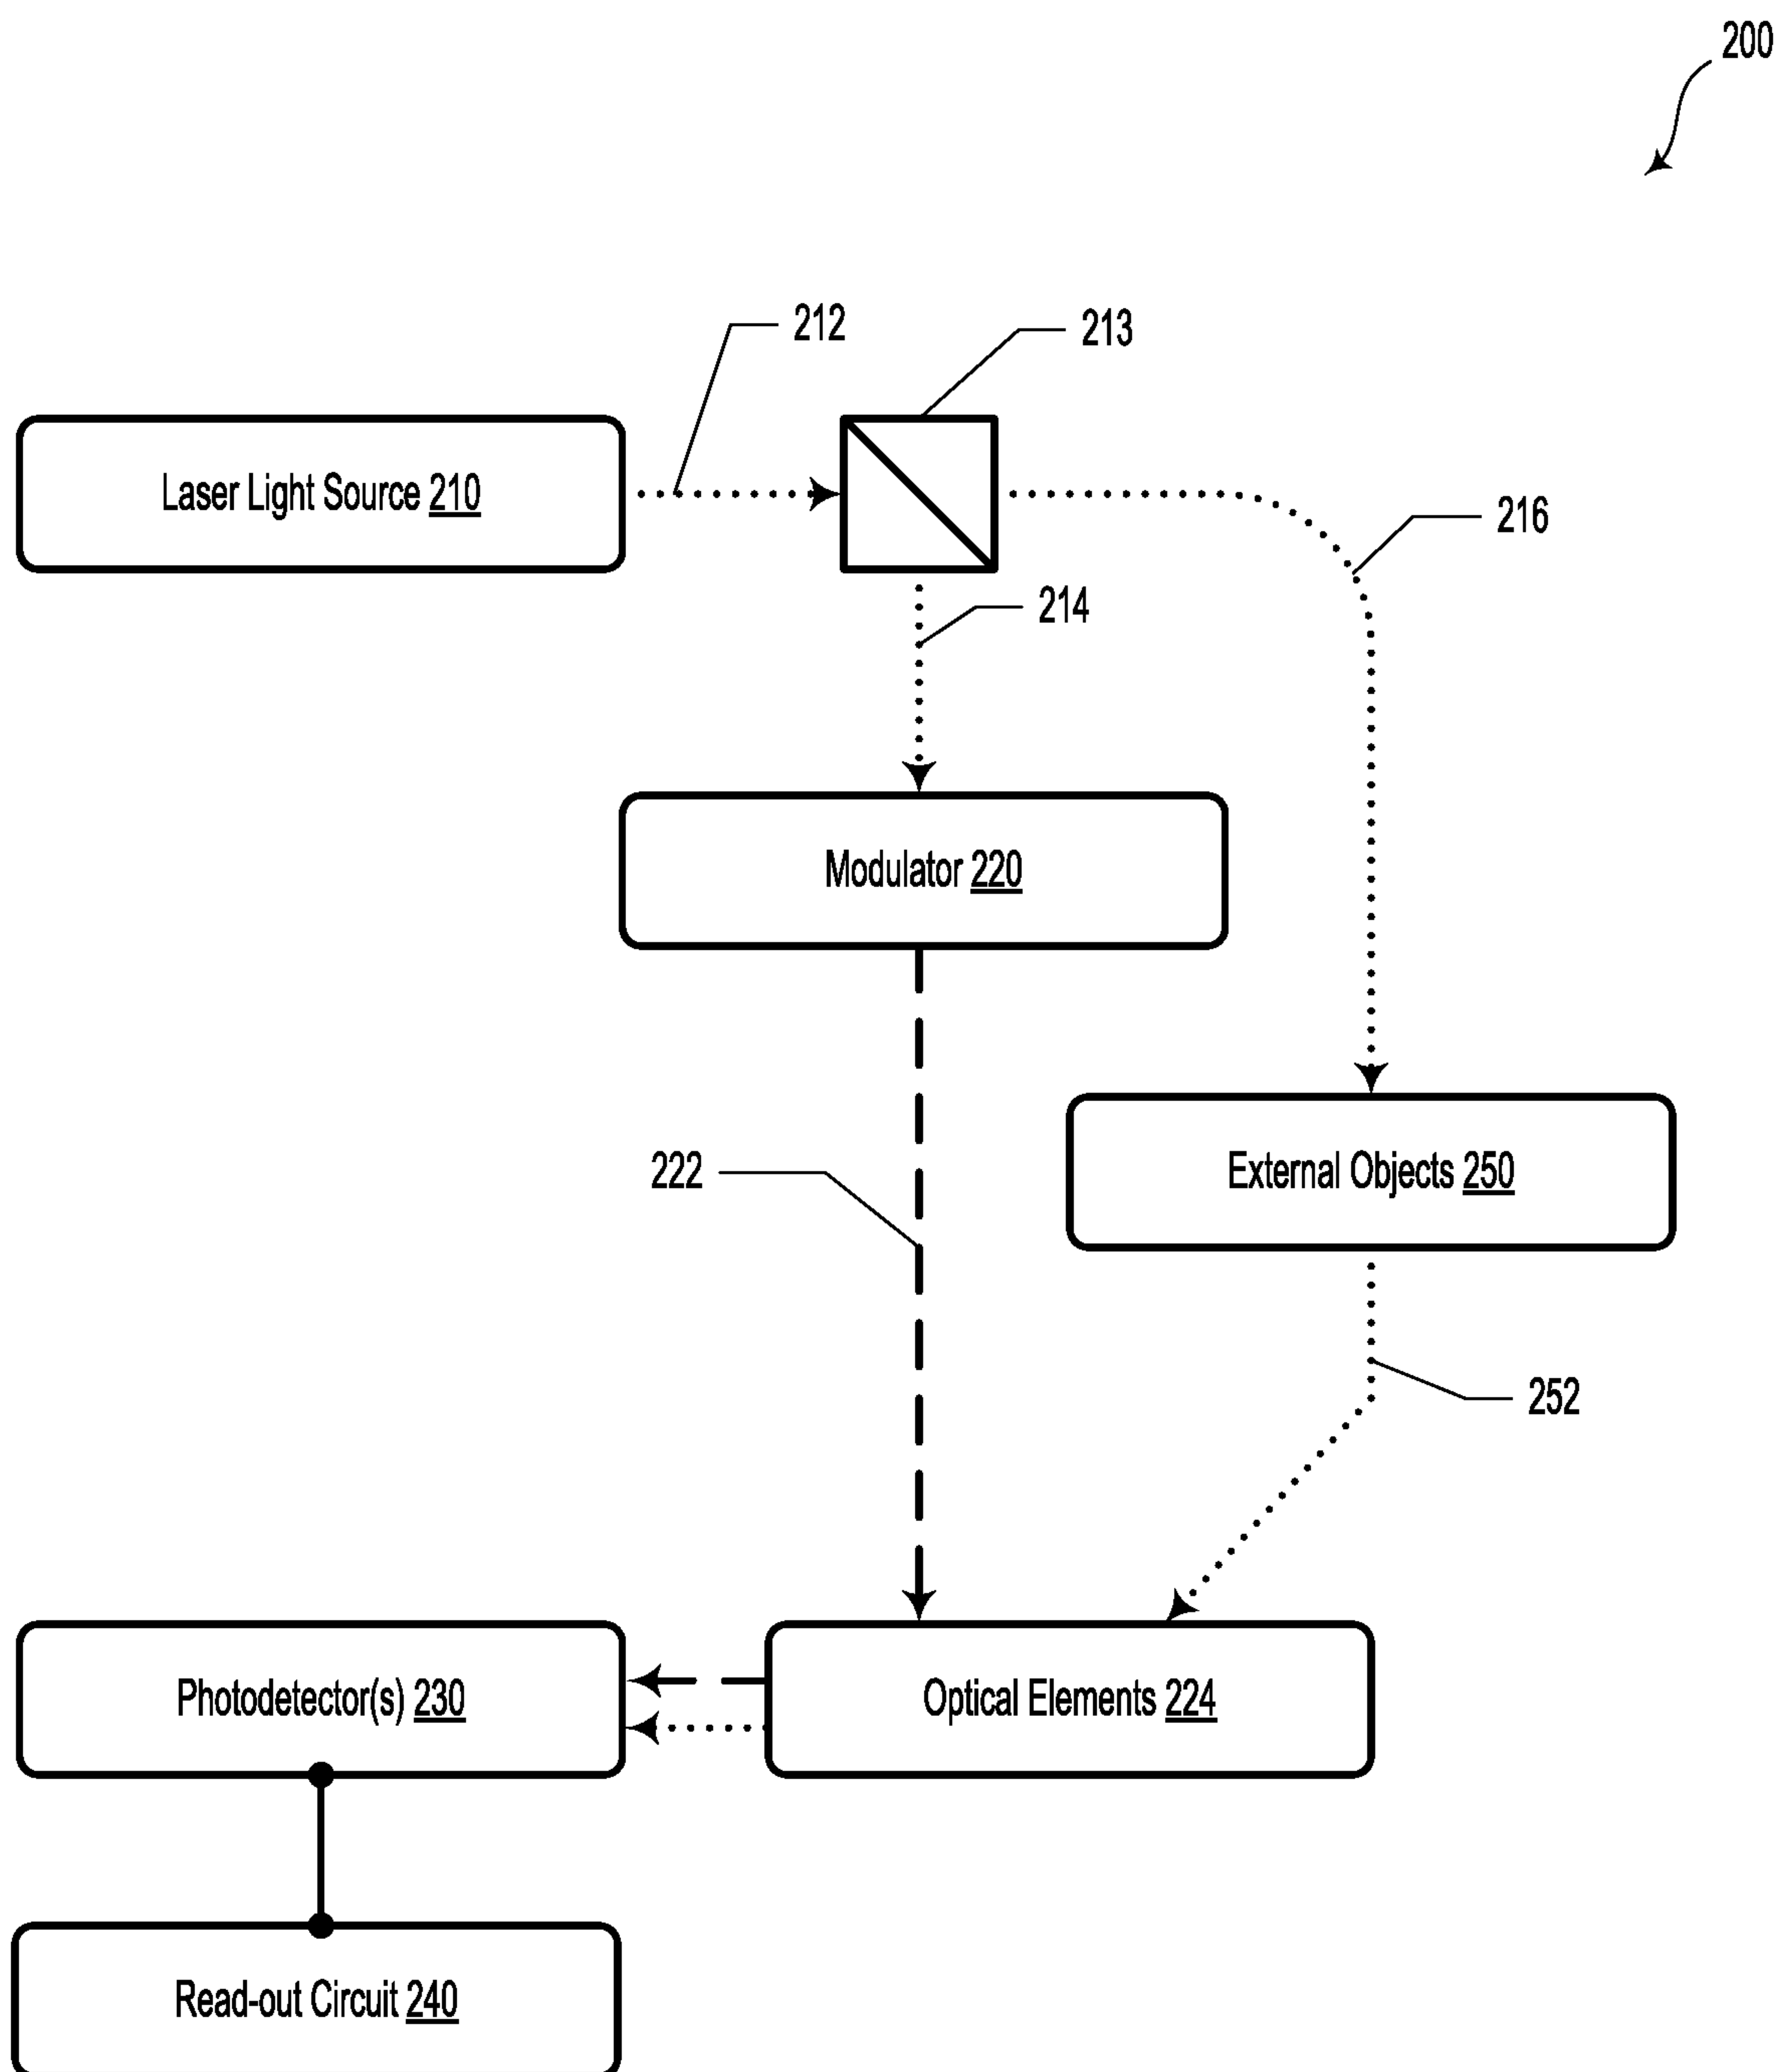 200
212
213
Laser Light Source 210
216
214
Modulator 220
222
External Objects 250
252
Photodetector(s) 230
Optical Elements 224
Read-out Circuit 240